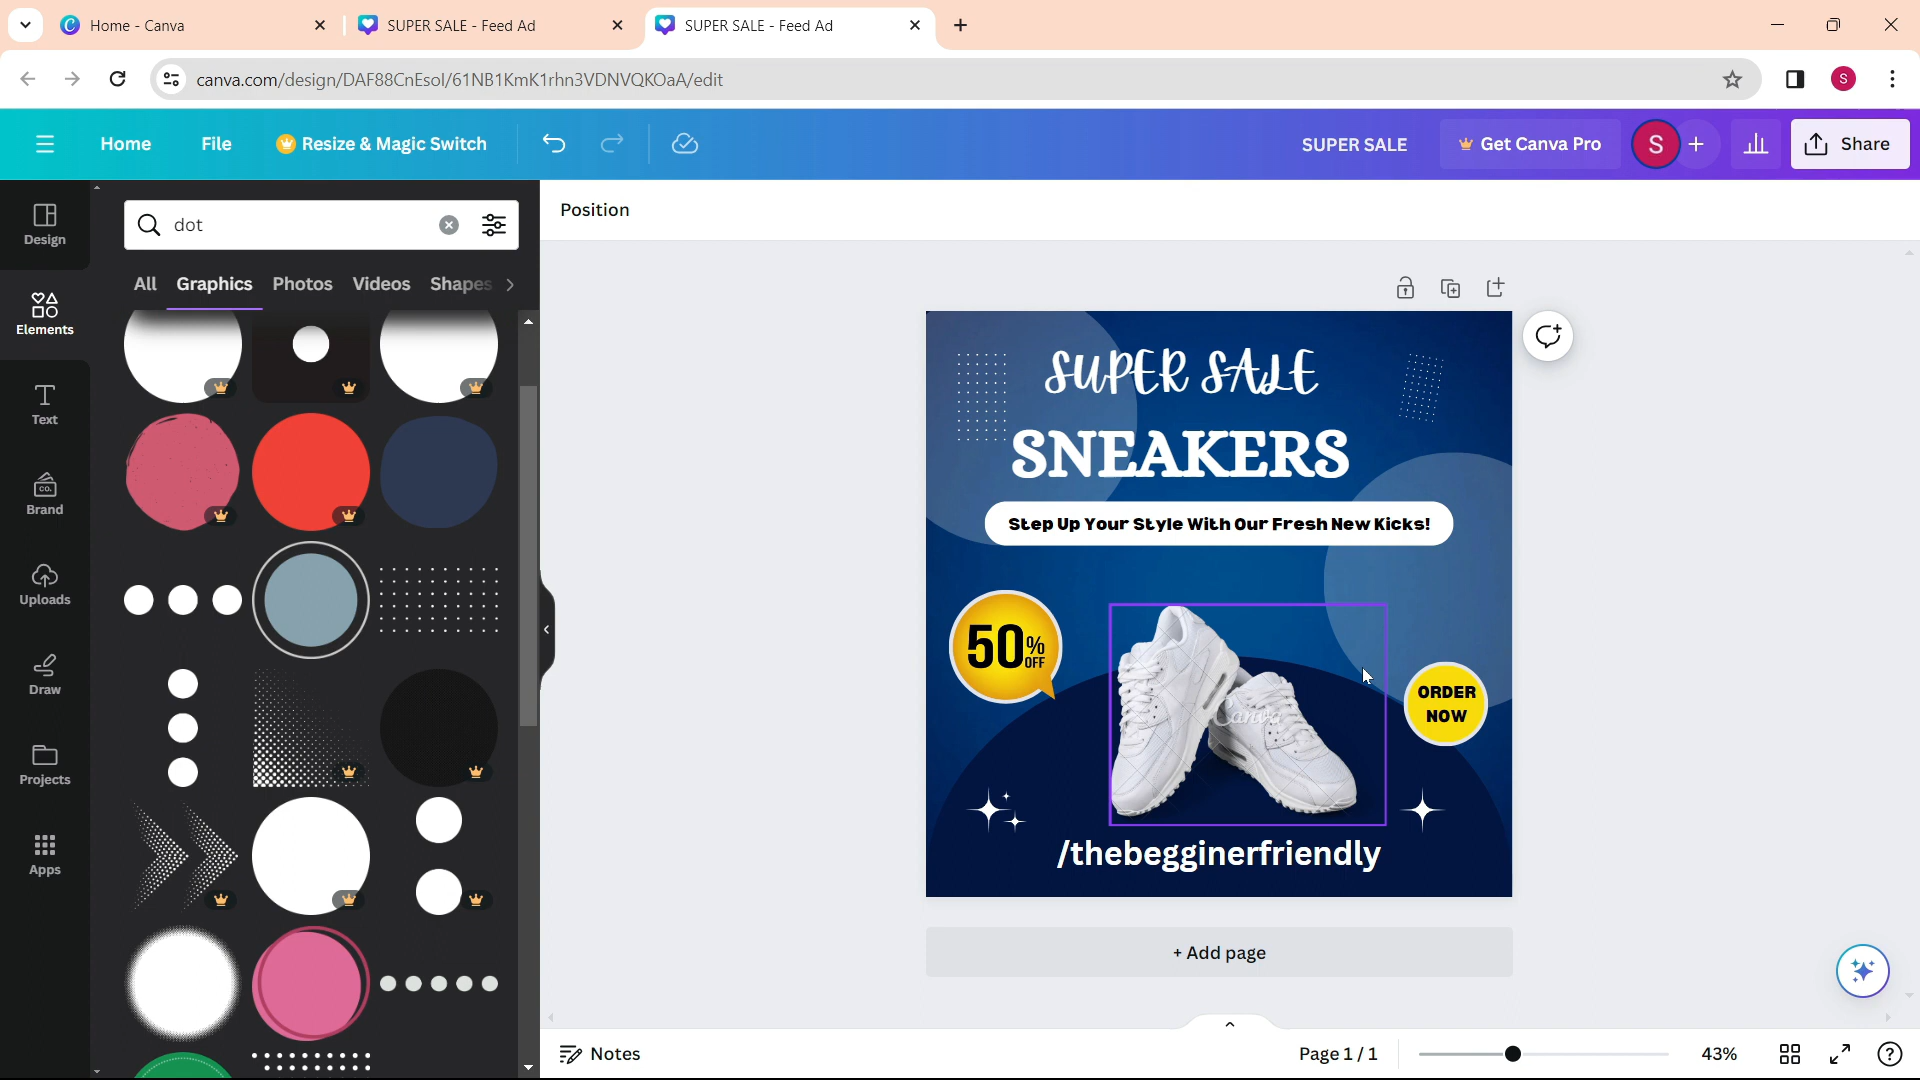 Home - Canva
SUPER SALE - Feed Ad
SUPER SALE - Feed Ad
canva.com/design/DAF88CnEsoI/61NB1KmK1rhn3VDNVQKOaA/edit
S
Home
File
Resize & Magic Switch
SUPER SALE
Get Canva Pro
S
+
Share
Design
Elements
Text
CO.
Brand
Uploads
Draw
Projects
Apps
dot
All
Graphics
Photos
Videos
Shapes
Position
SUPER SALE
SNEAKERS
Step Up Your Style With Our Fresh New Kicks!
50%
OFF
ORDER
NOW
Canva
/thebegginerfriendly
+ Add page
Notes
Page 1 / 1
43%